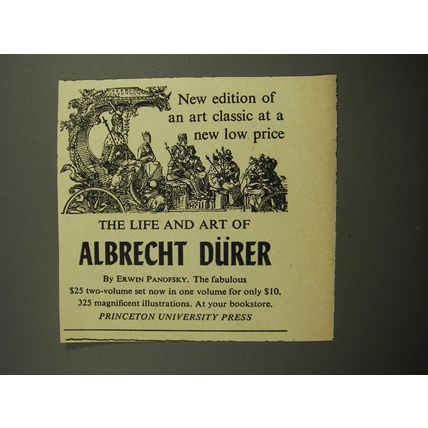 New edition of
an art classic at a
new low price
THE LIFE AND ART OF
ALBRECHT DÜRER
By ERWIN PANOFSKY. The fabulous
$25 two-volume set now in one volume for only $10.
325 magnificent illustrations. At your bookstore.
PRINCETON UNIVERSITY PRESS